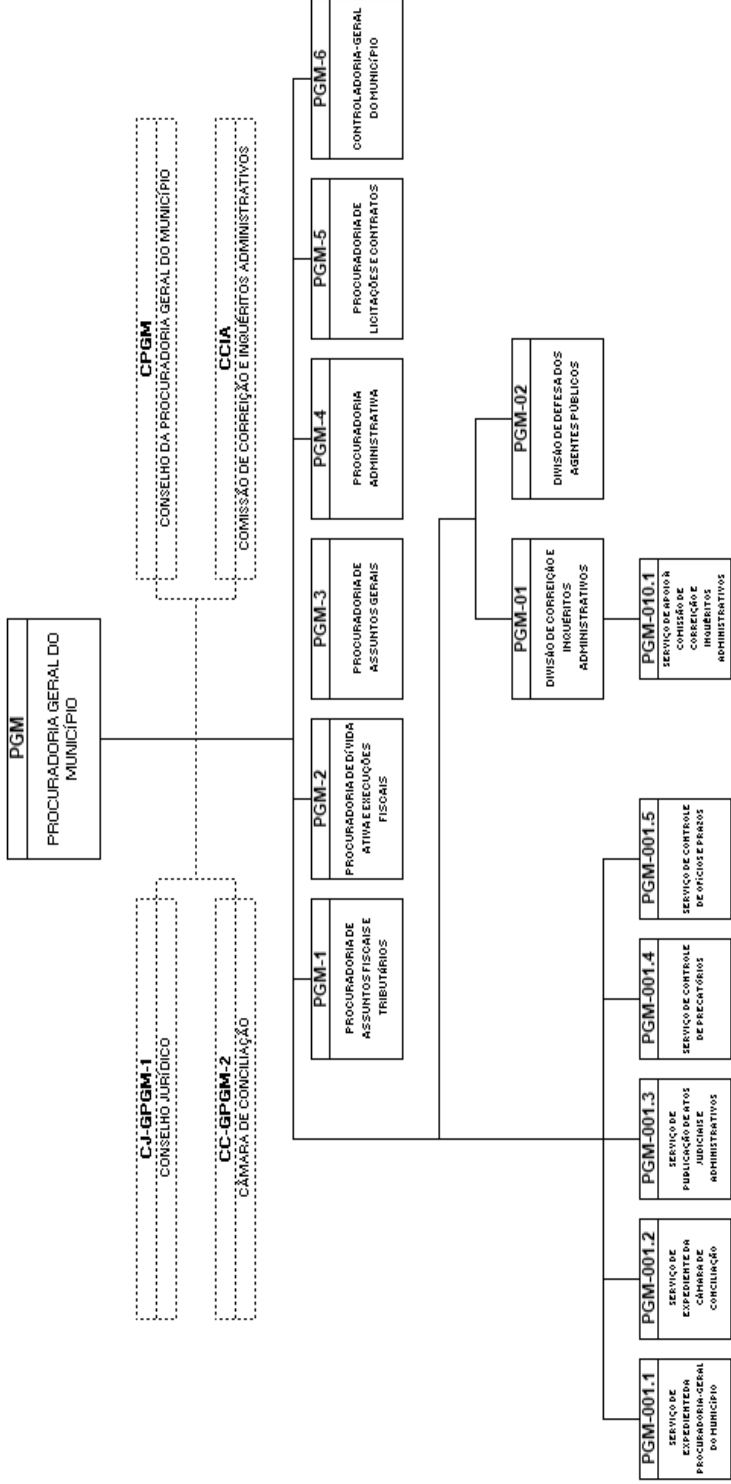 PGM
PROCURADORIA GERAL DO
MUNICÍPIO
CJ-GPGM-1
CONSELHO JURÍDICO
CC-GPGM-2
CÂMARA DE CONCILIAÇÃO
CPGM
CONSELHO DA PROCURADORIA GERAL DO MUNICÍPIO
CCIA
COMISSÃO DE CORREIÇÃO E INQUÉRITOS ADMINISTRATIVOS
PGM-1
PROCURADORIA DE
ASSUNTOS FISCAIS E
TRIBUTÁRIOS
PGM-2
PROCURADORIA DE DÍVIDA
ATIVA E EXECUÇÕES
FISCAIS
PGM-3
PROCURADORIA DE
ASSUNTOS GERAIS
PGM-4
PROCURADORIA
ADMINISTRATIVA
PGM-5
PROCURADORIA DE
LICITAÇÕES E CONTRATOS
PGM-6
CONTROLADORIA-GERAL
DO MUNICÍPIO
PGM-01
DIVISÃO DE CORREIÇÃO E
INQUÉRITOS
ADMINISTRATIVOS
PGM-02
DIVISÃO DE DEFESA DOS
AGENTES PÚBLICOS
PGM-001.1
SERVIÇO DE
EXPEDIENTE DA
PROCURADORIA-GERAL
DO MUNICÍPIO
PGM-001.2
SERVIÇO DE
EXPEDIENTE DA
CÂMARA DE
CONCILIAÇÃO
PGM-001.3
SERVIÇO DE
PUBLICAÇÃO DE ATOS
JUDICIAIS E
ADMINISTRATIVOS
PGM-001.4
SERVIÇO DE CONTROLE
DE PRECATÓRIOS
PGM-001.5
SERVIÇO DE CONTROLE
DE OFÍCIOS E PRAZOS
PGM-010.1
SERVIÇO DE APOIO À
COMISSÃO DE
CORREIÇÃO E
INQUÉRITOS
ADMINISTRATIVOS